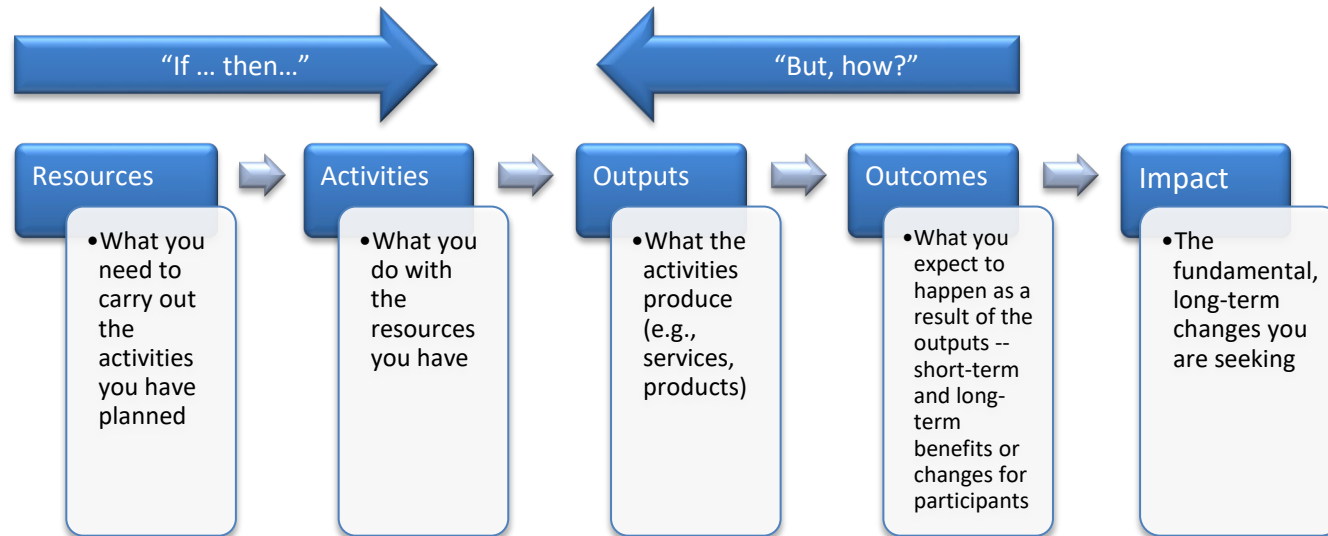 “If … then…”
“But, how?”
Resources
•What you
need to
carry out
the
activities
you have
planned
Activities
•What you
do with
the
resources
you have
Outputs
•What the
activities
produce
(e.g.,
services,
products)
Outcomes
•What you
expect to
happen as a
result of the
outputs --
short-term
and long-
term
benefits or
changes for
participants
Impact
•The
fundamental,
long-term
changes you
are seeking